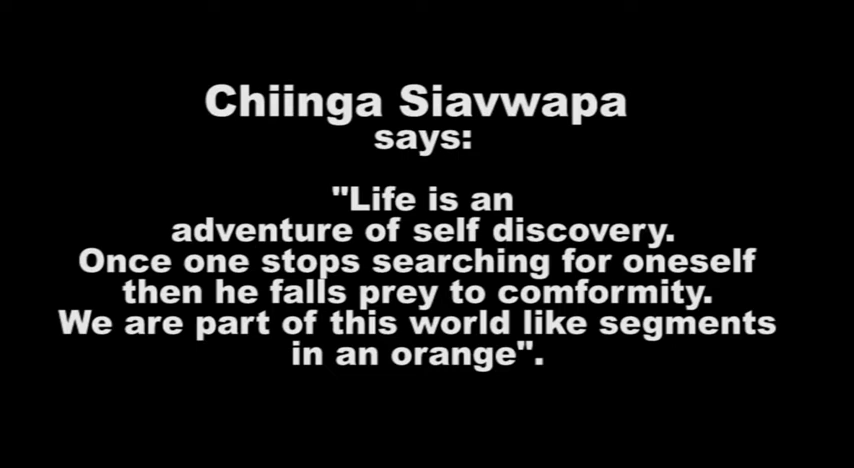 Chiinga Siavwapa
says:
"Life is an
adventure of self discovery.
Once one stops searching for oneself
then he falls prey to comformity.
We are part of this world like segments
in an orange".